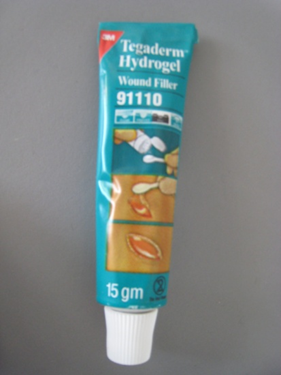 3M
Tegaderm™
Hydrogel
Wound Filler
91110
15 gm